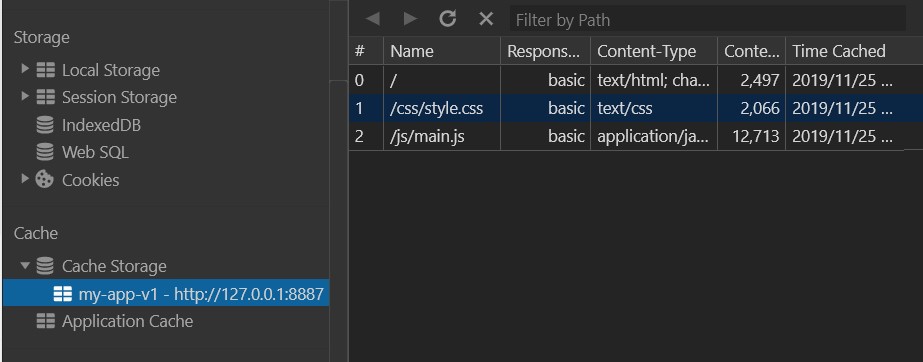 Storage
Local Storage
Session Storage
IndexedDB
Web SQL
Cookies
Cache
Cache Storage
my-app-v1 - http://127.0.0.1:8887
Application Cache
Filter by Path
# Name Respons... Content-Type Conte... Time Cached
0 / basic text/html; cha... 2,497 2019/11/25 ...
1 /css/style.css basic text/css 2,066 2019/11/25 ...
2 /js/main.js basic application/ja... 12,713 2019/11/25 ...